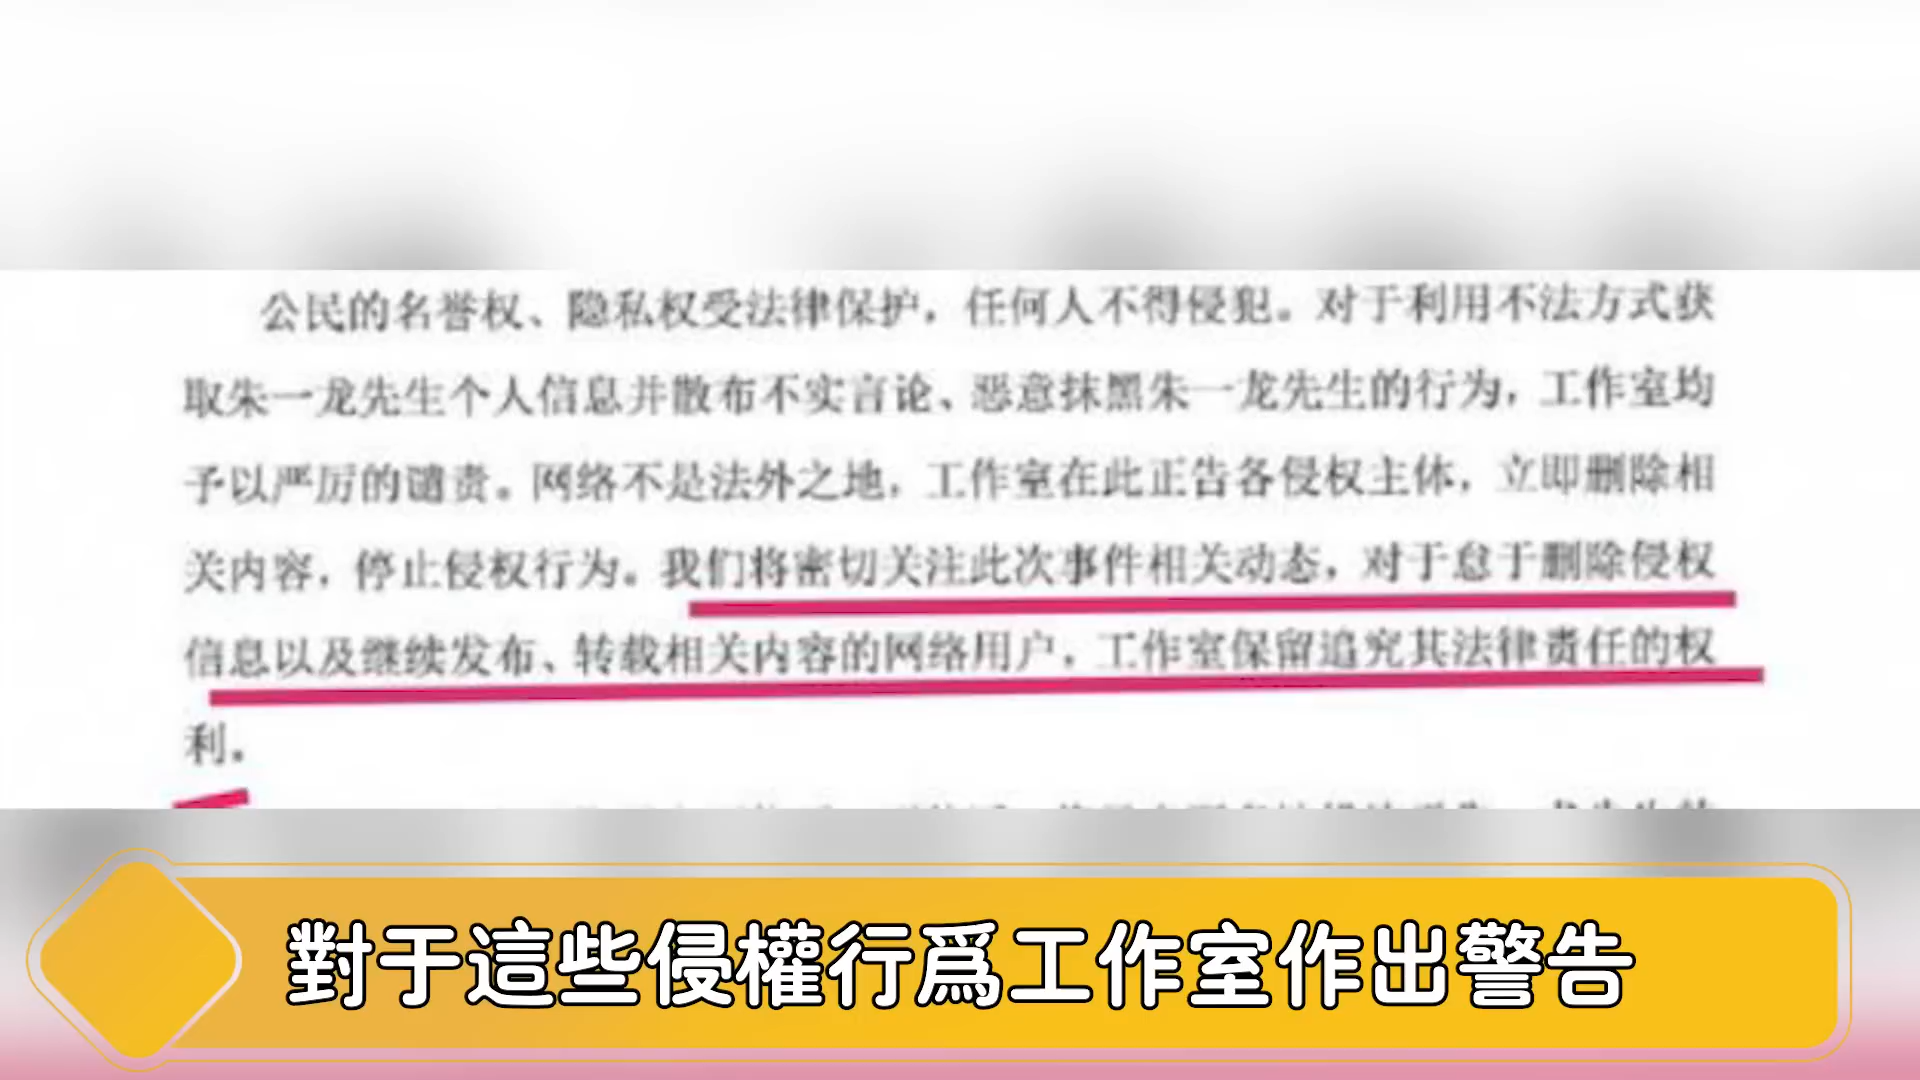 公民的名誉权、隐私权受法律保护，任何人不得侵犯。对于利用不法方式获
取朱一龙先生个人信息并散布不实言论、恶意抹黑朱一龙先生的行为，工作室均
予以严厉的谴责。网络不是法外之地，工作室在此正告各侵权主体，立即删除相
关内容，停止侵权行为。我们将密切关注此次事件相关动态，对于怠于删除侵权
信息以及继续发布、转载相关内容的网络用户，工作室保留追究其法律责任的权
利。
對于這些侵權行爲工作室作出警告